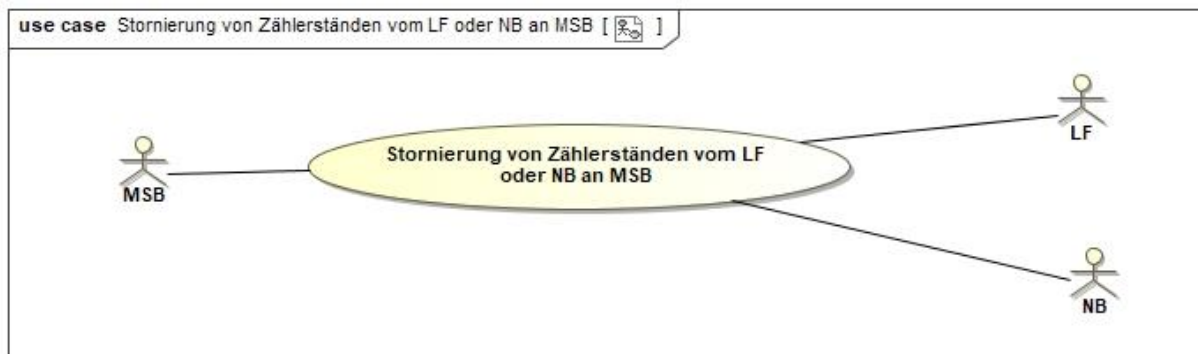 use case Stornierung von Zählerständen vom LF oder NB an MSB [ ]
LF
Stornierung von Zählerständen vom LF
oder NB an MSB
MSB
NB